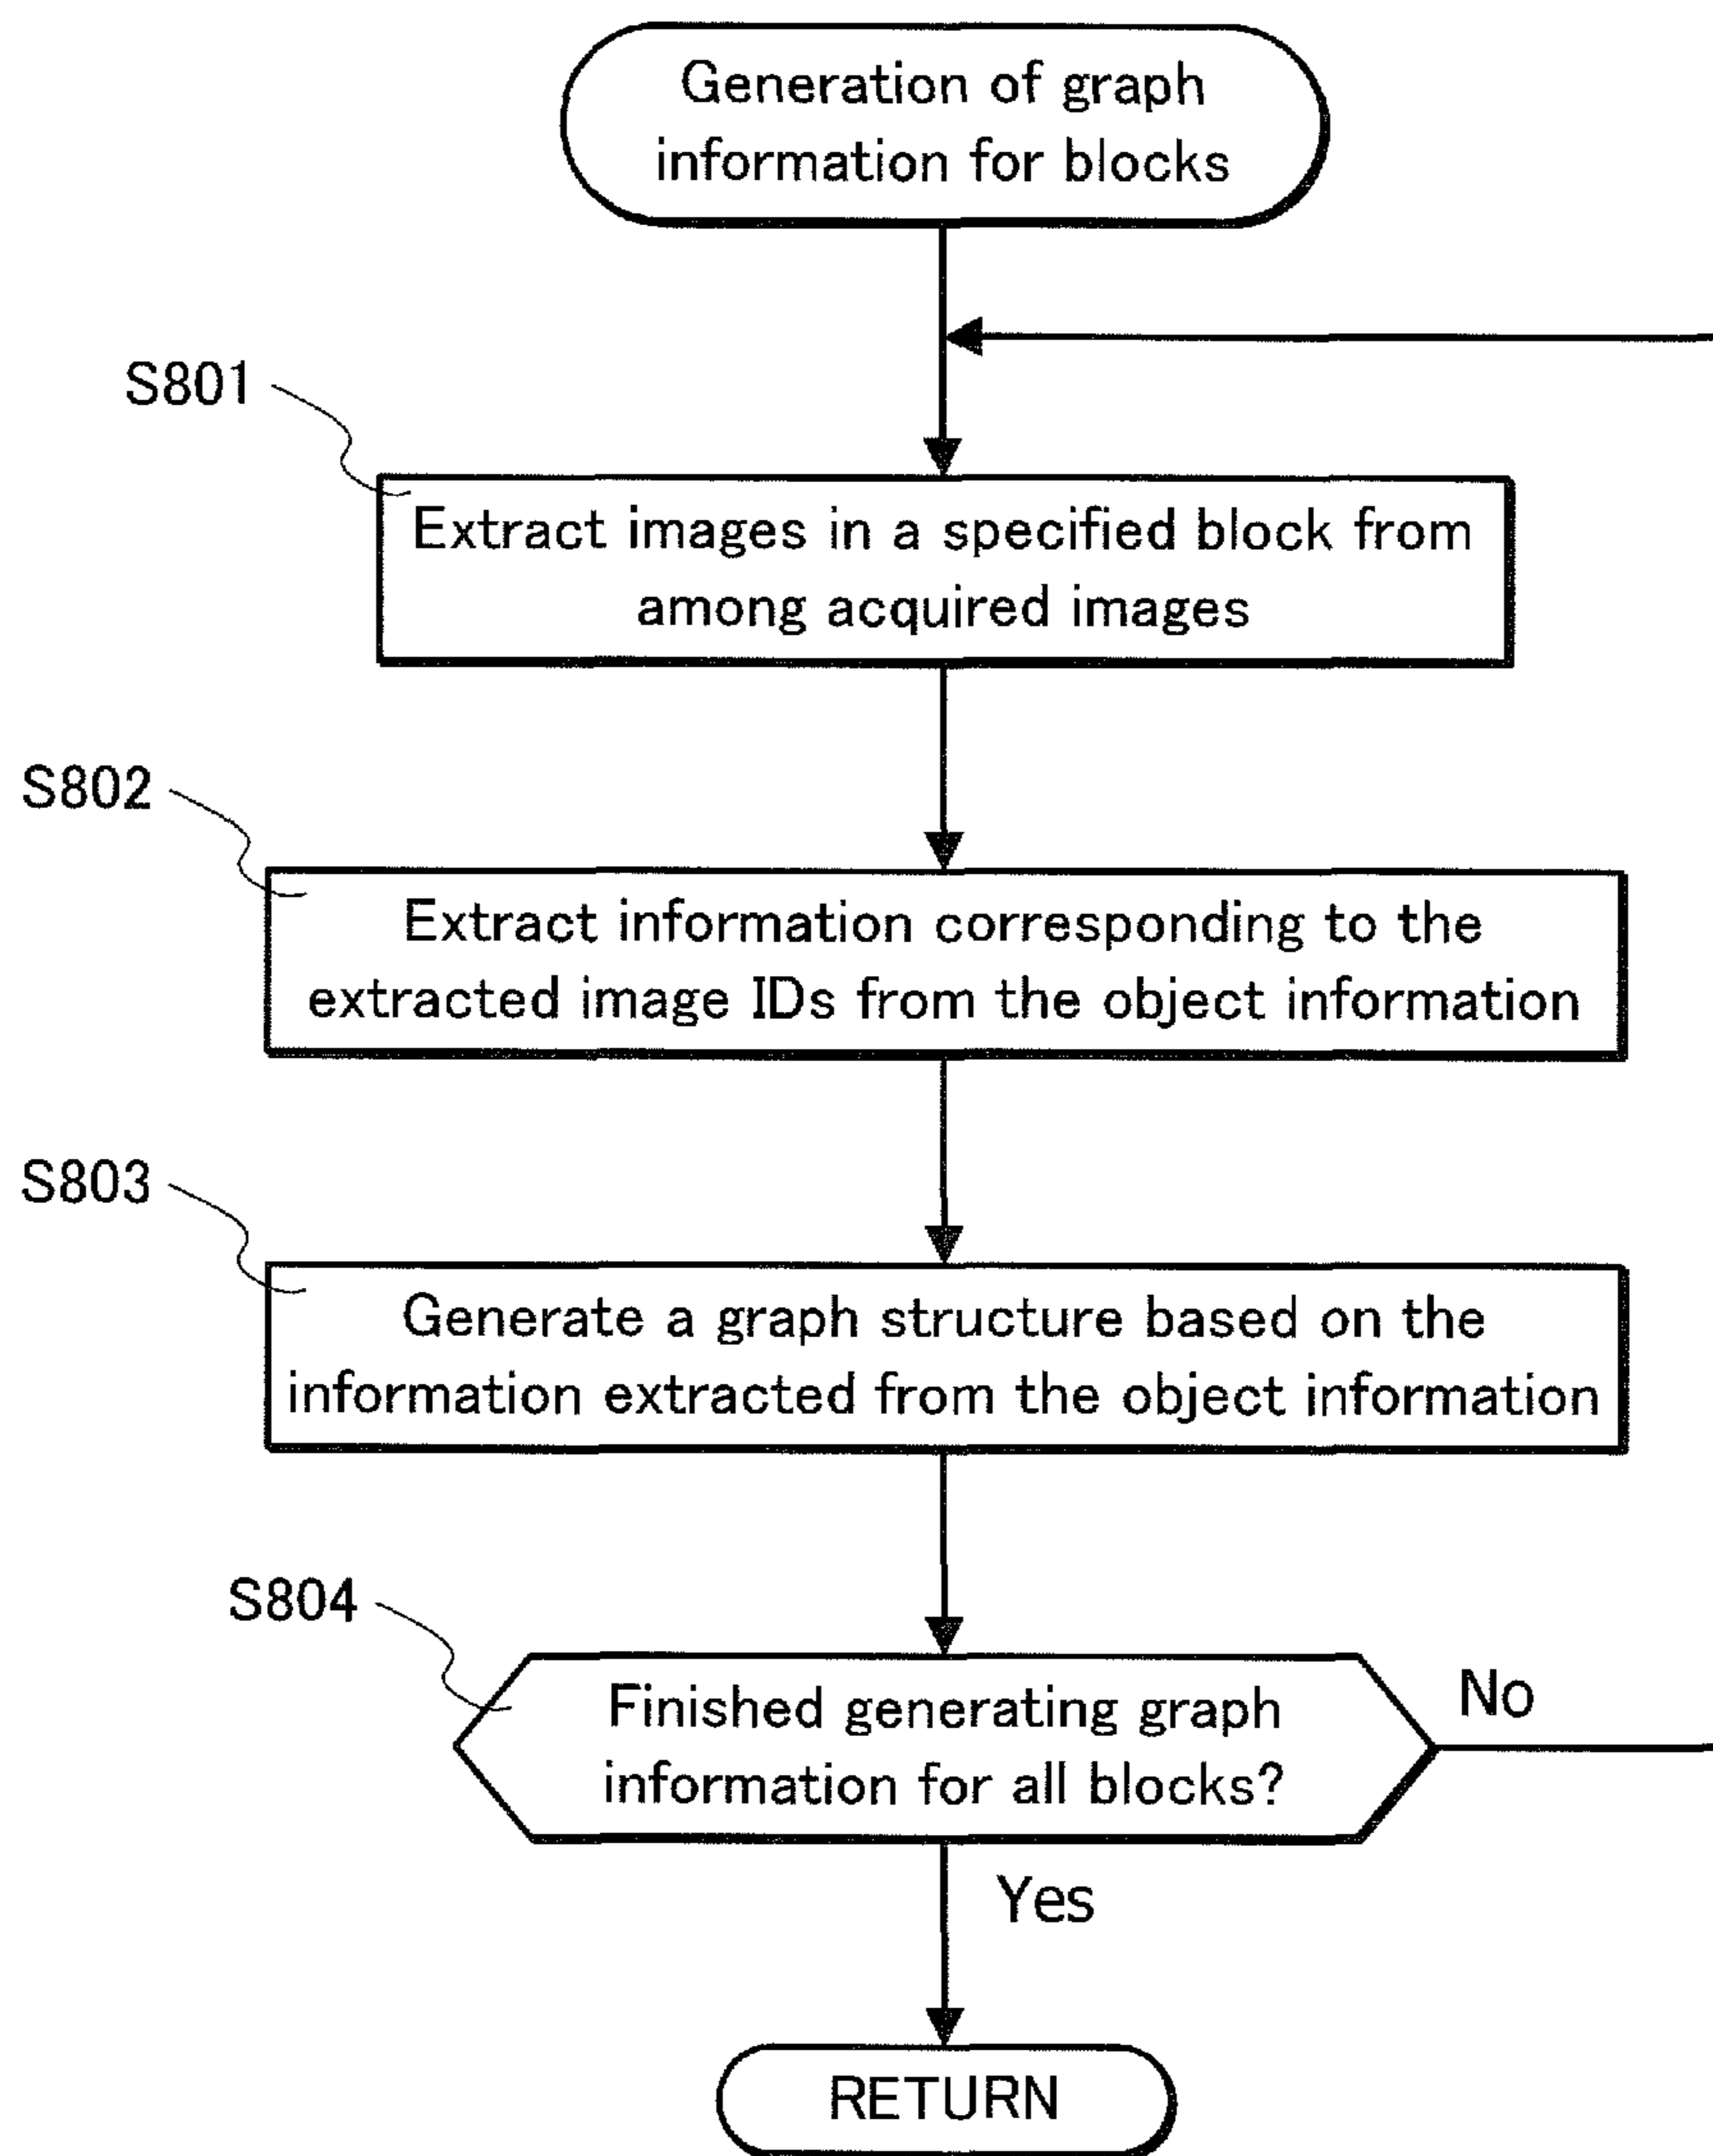 Generation of graph
information for blocks
S801
Extract images in a specified block from
among acquired images
S802
Extract information corresponding to the
extracted image IDs from the object information
S803
Generate a graph structure based on the
information extracted from the object information
S804
Finished generating graph
information for all blocks?
No
Yes
RETURN